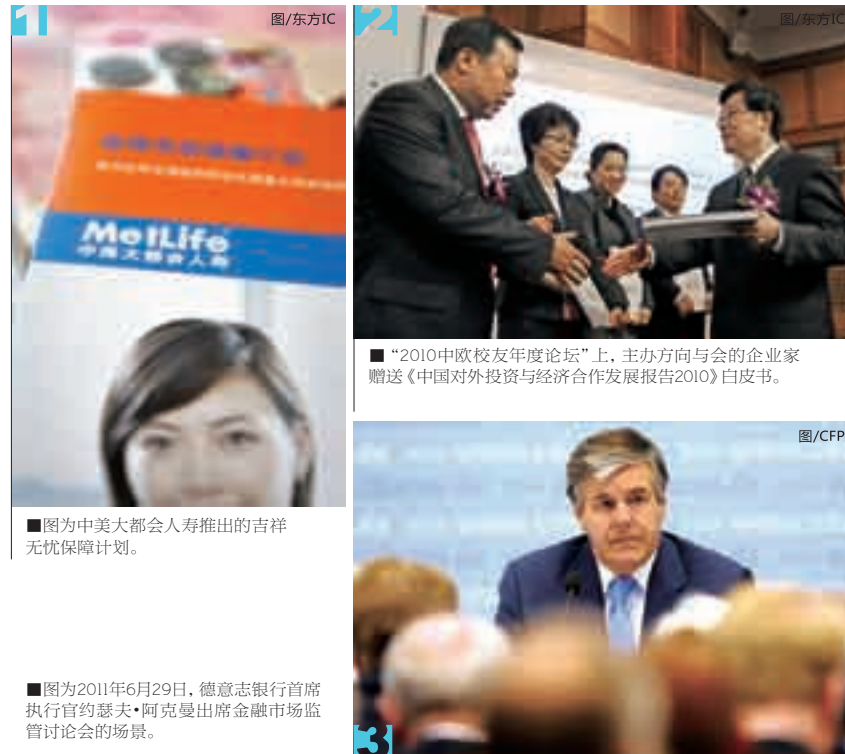 1
图/东方IC
MetLife
中美大都会人寿
■图为中美大都会人寿推出的吉祥
无忧保障计划。
2
图/东方IC
■“2010中欧校友年度论坛”上, 主办方向与会的企业家
赠送《中国对外投资与经济合作发展报告2010》白皮书。
图/CFP
3
■图为2011年6月29日, 德意志银行首席
执行官约瑟夫•阿克曼出席金融市场监
管讨论会的场景。